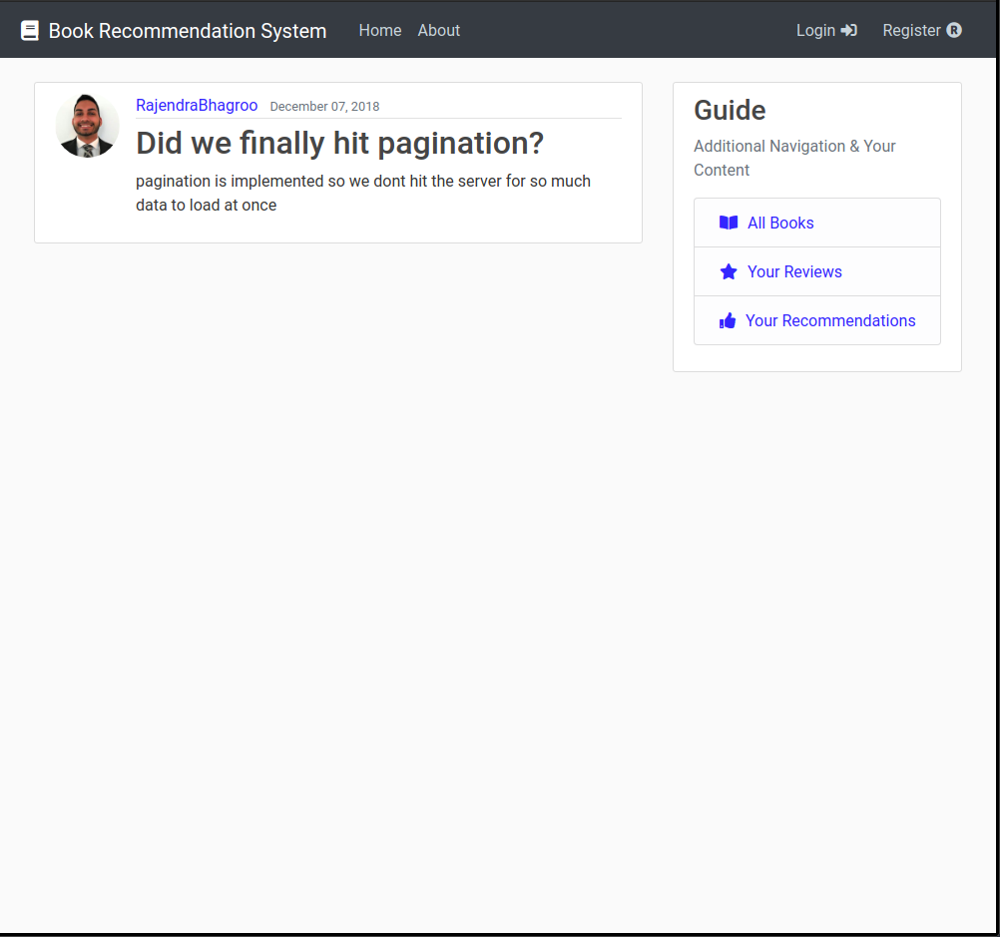 Book Recommendation System Home About Login Register
RajendraBhagroo December 07, 2018
Did we finally hit pagination?
pagination is implemented so we dont hit the server for so much
data to load at once
Guide
Additional Navigation & Your
Content
All Books
Your Reviews
Your Recommendations